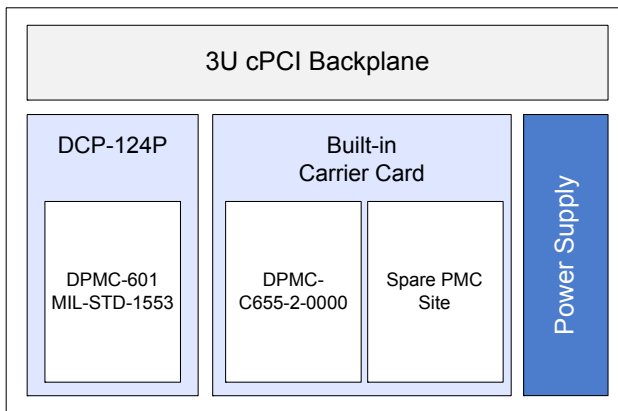 3U cPCI Backplane
DCP-124P
DPMC-601
MIL-STD-1553
Built-in
Carrier Card
DPMC-
C655-2-0000
Spare PMC
Site
Power Supply